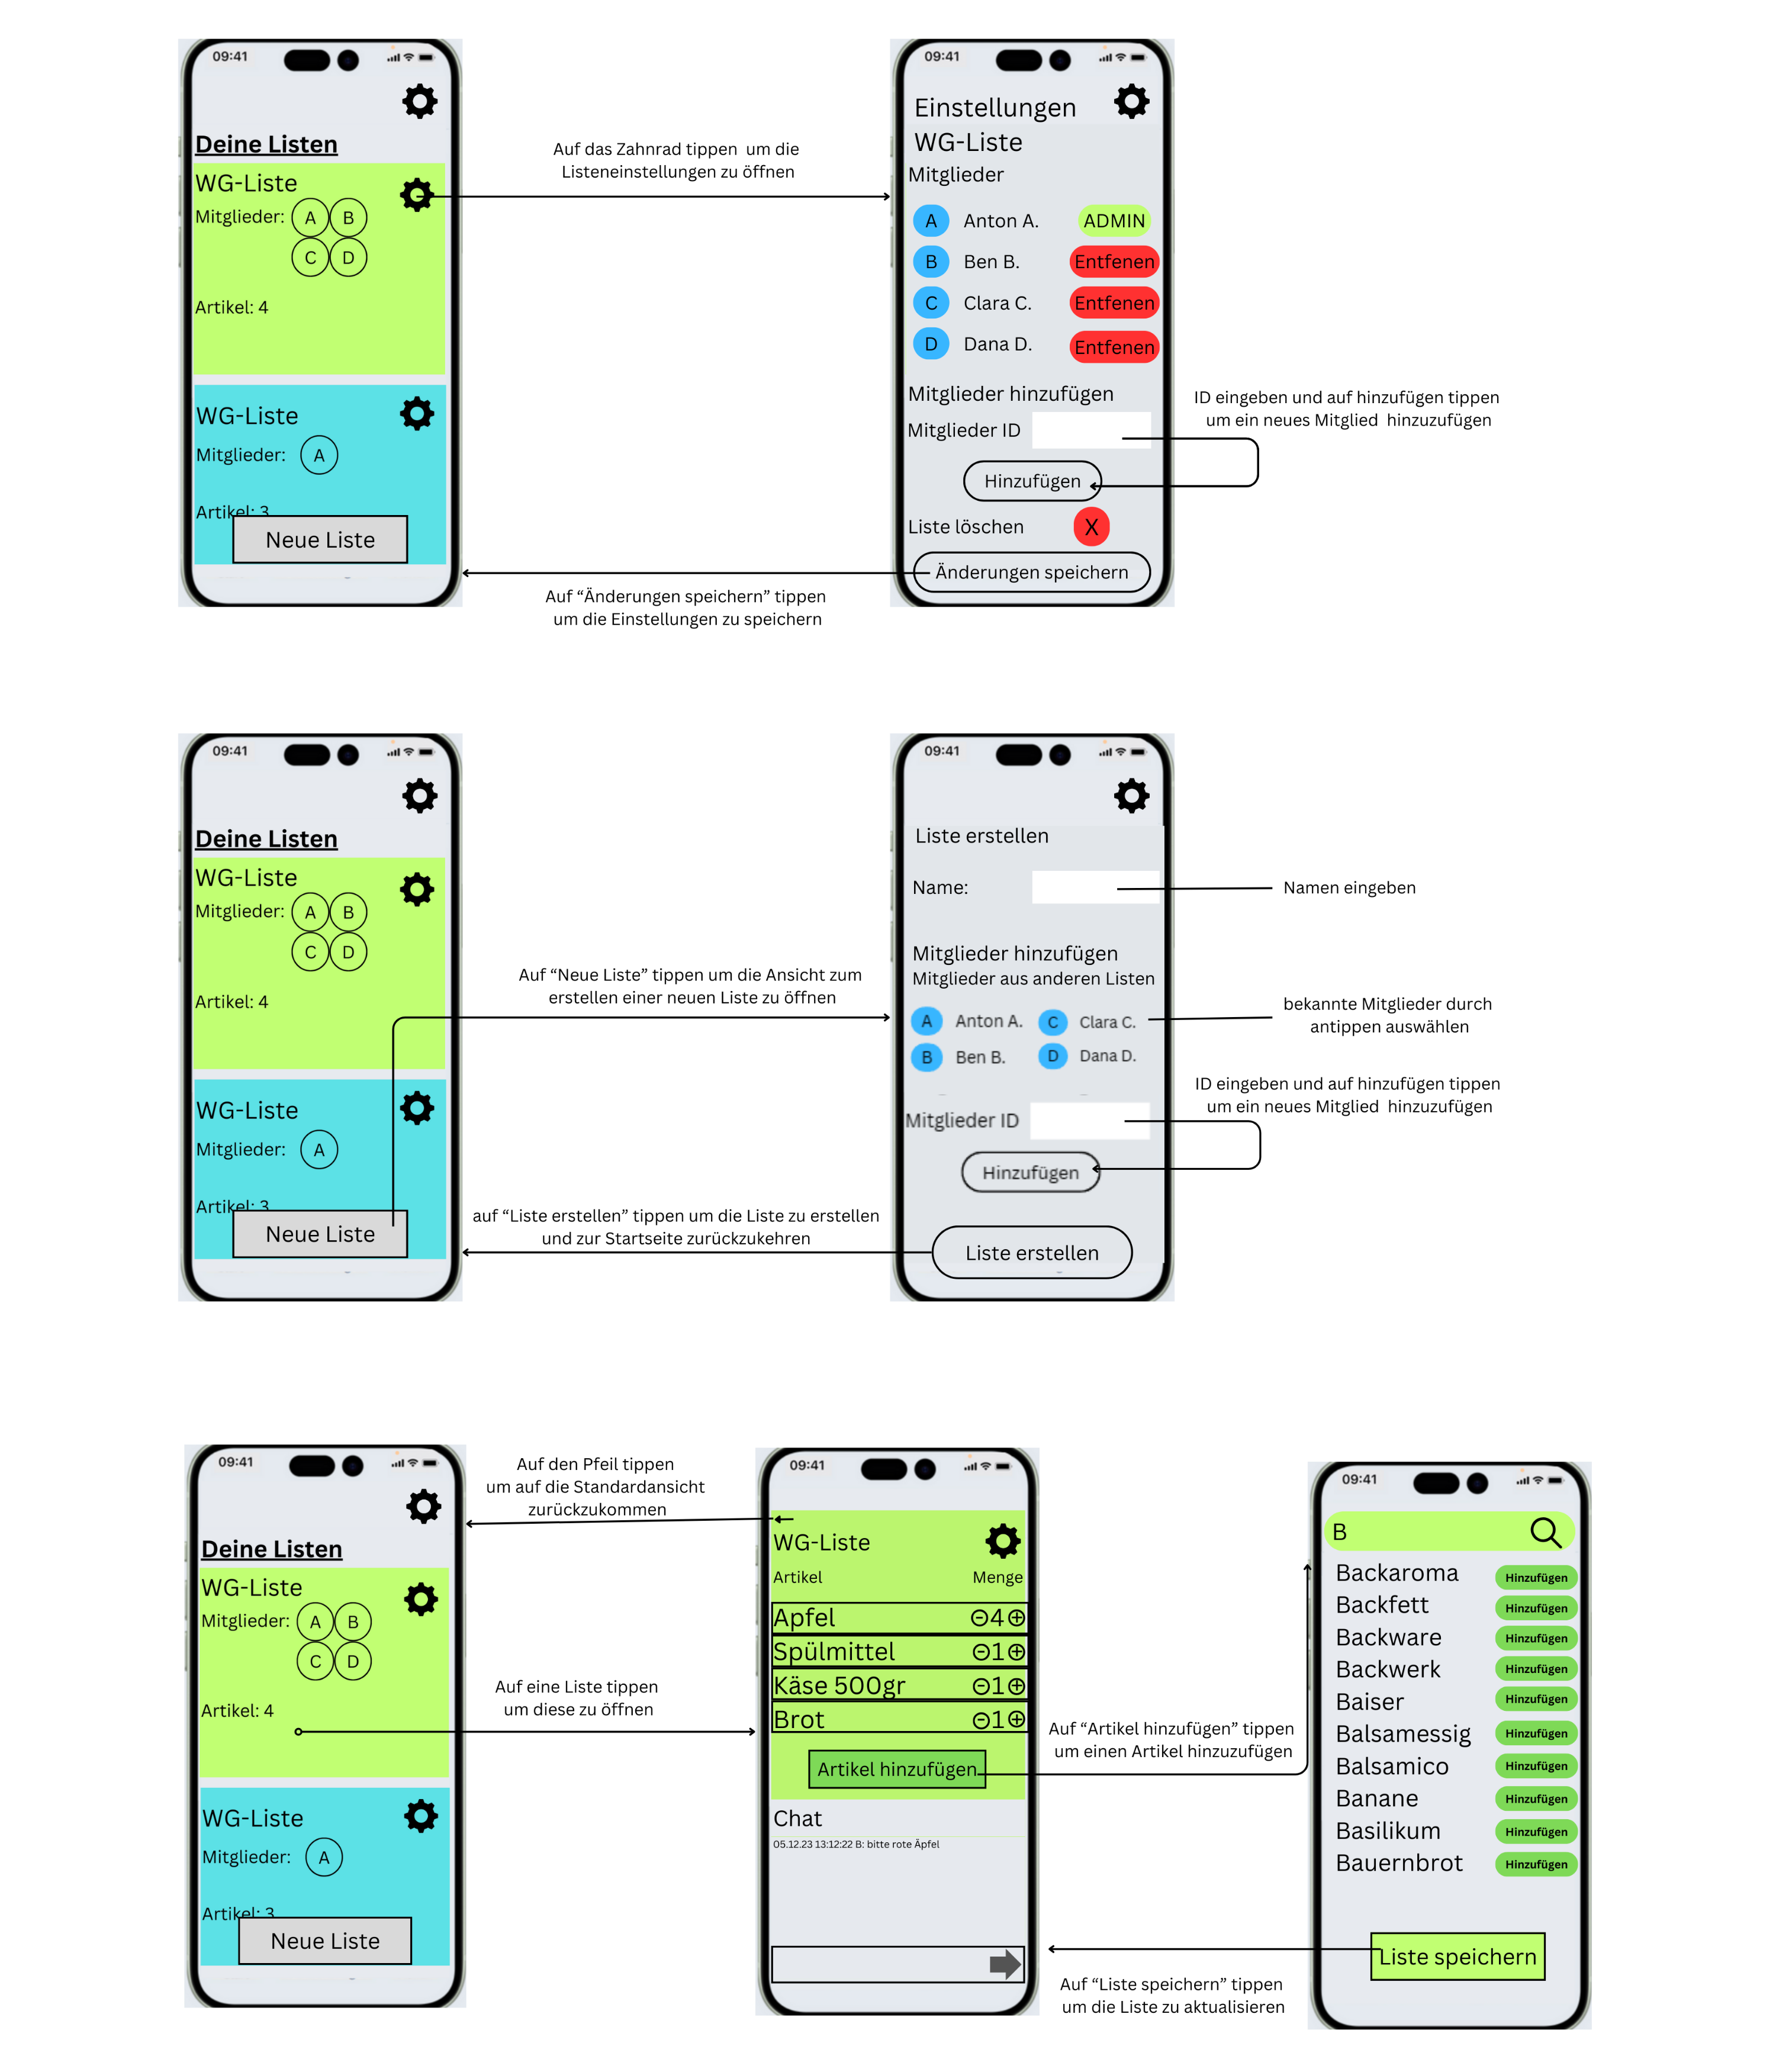 09:41
Deine Listen
WG-Liste
Mitglieder: A B
C D
Artikel: 4
WG-Liste
Mitglieder: A
Artikel: 3
Neue Liste
Auf das Zahnrad tippen um die
Listeneinstellungen zu öffnen
09:41
Einstellungen
WG-Liste
Mitglieder
A Anton A. ADMIN
B Ben B. Entfenen
C Clara C. Entfenen
D Dana D. Entfenen
Mitglieder hinzufügen
Mitglieder ID
Hinzufügen
Liste löschen X
Änderungen speichern
ID eingeben und auf hinzufügen tippen
um ein neues Mitglied hinzuzufügen
Auf “Änderungen speichern” tippen
um die Einstellungen zu speichern
09:41
Deine Listen
WG-Liste
Mitglieder: A B
C D
Artikel: 4
WG-Liste
Mitglieder: A
Artikel: 3
Neue Liste
Auf “Neue Liste” tippen um die Ansicht zum
erstellen einer neuen Liste zu öffnen
09:41
Liste erstellen
Name:
Mitglieder hinzufügen
Mitglieder aus anderen Listen
A Anton A. C Clara C.
B Ben B. D Dana D.
Mitglieder ID
Hinzufügen
Liste erstellen
Namen eingeben
bekannte Mitglieder durch
antippen auswählen
ID eingeben und auf hinzufügen tippen
um ein neues Mitglied hinzuzufügen
auf “Liste erstellen” tippen um die Liste zu erstellen
und zur Startseite zurückzukehren
09:41
Deine Listen
WG-Liste
Mitglieder: A B
C D
Artikel: 4
WG-Liste
Mitglieder: A
Artikel: 3
Neue Liste
Auf den Pfeil tippen
um auf die Standardansicht
zurückzukommen
Auf eine Liste tippen
um diese zu öffnen
09:41
WG-Liste
Artikel Menge
Apfel 4
Spülmittel 1
Käse 500gr 1
Brot 1
Artikel hinzufügen
Chat
05.12.23 13:12:22 B: bitte rote Äpfel
Auf “Artikel hinzufügen” tippen
um einen Artikel hinzuzufügen
09:41
B
Backaroma Hinzufügen
Backfett Hinzufügen
Backware Hinzufügen
Backwerk Hinzufügen
Baiser Hinzufügen
Balsamessig Hinzufügen
Balsamico Hinzufügen
Banane Hinzufügen
Basilikum Hinzufügen
Bauernbrot Hinzufügen
Liste speichern
Auf “Liste speichern” tippen
um die Liste zu aktualisieren